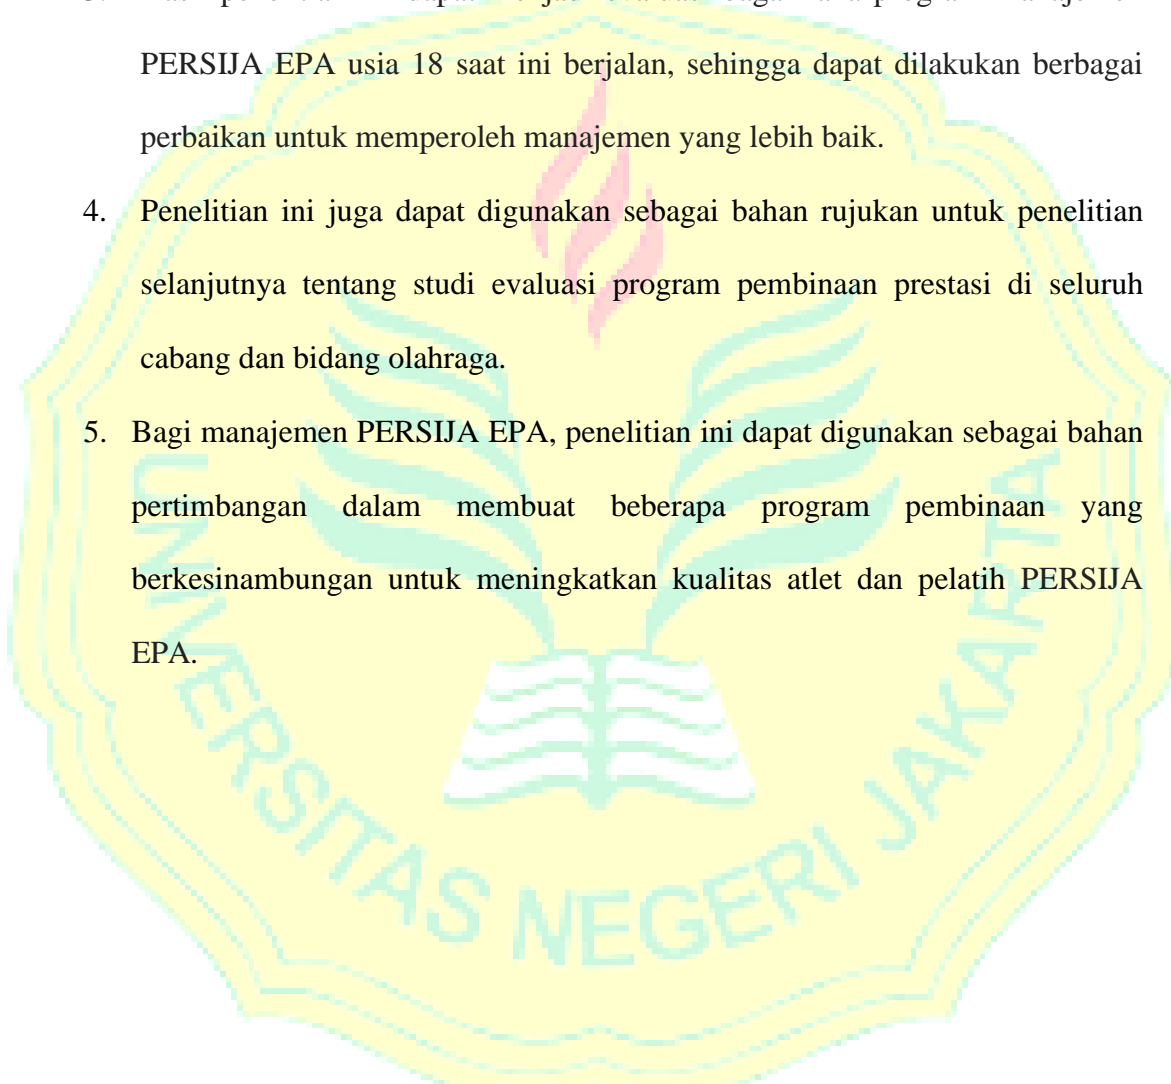 PERSIJA EPA usia 18 saat ini berjalan, sehingga dapat dilakukan berbagai
perbaikan untuk memperoleh manajemen yang lebih baik.
4. Penelitian ini juga dapat digunakan sebagai bahan rujukan untuk penelitian
selanjutnya tentang studi evaluasi program pembinaan prestasi di seluruh
cabang dan bidang olahraga.
5. Bagi manajemen PERSIJA EPA, penelitian ini dapat digunakan sebagai bahan
pertimbangan dalam membuat beberapa program pembinaan yang
berkesinambungan untuk meningkatkan kualitas atlet dan pelatih PERSIJA
EPA.
UNIVERSITAS NEGERI JAKARTA